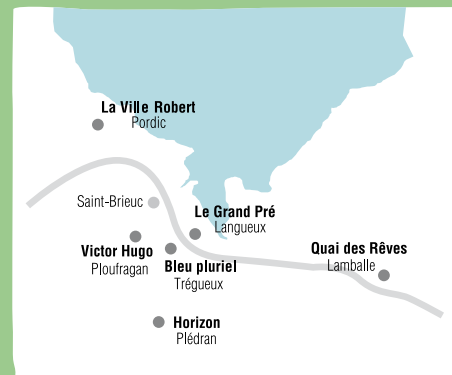 La Ville Robert
Pordic
Saint-Brieuc
Le Grand Pré
Langueux
Victor Hugo
Ploufragan
Bleu pluriel
Trégueux
Quai des Rêves
Lamballe
Horizon
Plédran